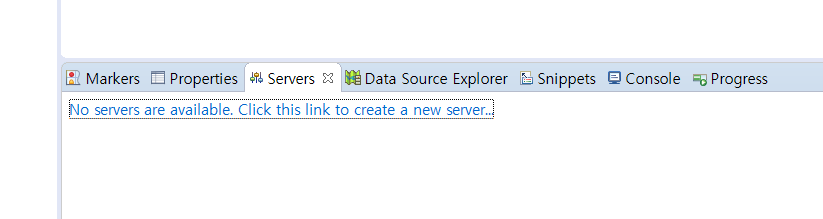 Markers Properties Servers Data Source Explorer Snippets Console Progress
No servers are available. Click this link to create a new server...